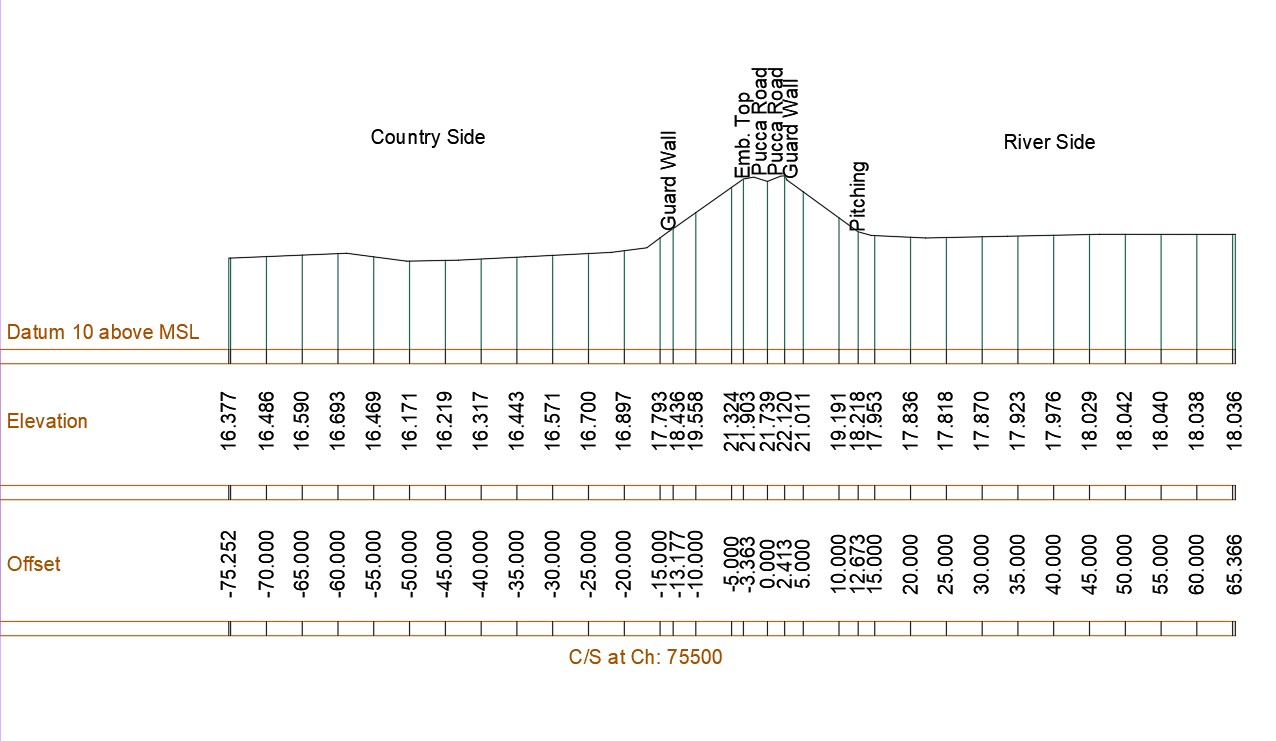 Country Side
River Side
Guard Wall
Emb. Top
Pucca Road
Pucca Road
Guard Wall
Pitching
Datum 10 above MSL
Elevation
16.377 16.486 16.590 16.693 16.469 16.171 16.219 16.317 16.443 16.571 16.700 16.897 17.793 18.436 19.558 21.324 21.903 21.739 22.120 21.011 19.191 18.218 17.953 17.836 17.818 17.870 17.923 17.976 18.029 18.042 18.040 18.038 18.036
Offset
-75.252 -70.000 -65.000 -60.000 -55.000 -50.000 -45.000 -40.000 -35.000 -30.000 -25.000 -20.000 -15.000 -13.177 -10.000 -5.000 -3.363 0.000 2.413 5.000 10.000 12.673 15.000 20.000 25.000 30.000 35.000 40.000 45.000 50.000 55.000 60.000 65.366
C/S at Ch: 75500